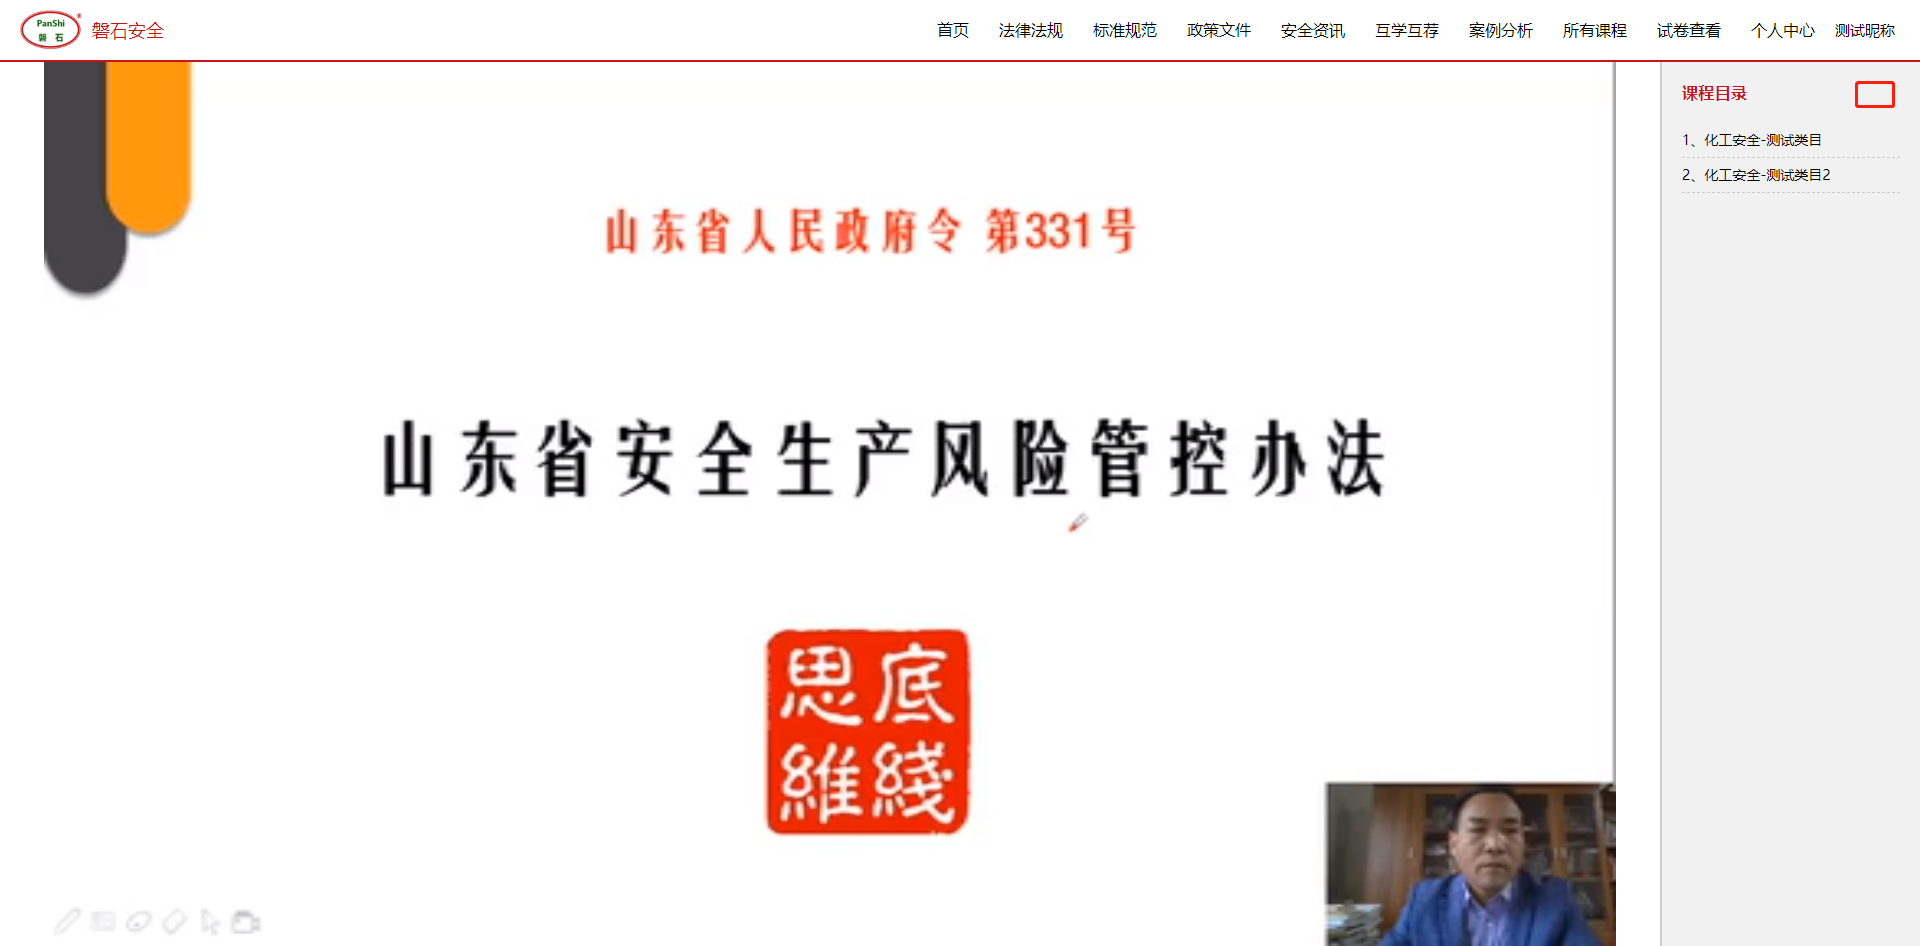 PanShi
磐 石
磐石安全
首页 法律法规 标准规范 政策文件 安全资讯 互学互荐 案例分析 所有课程 试卷查看 个人中心 测试昵称
山东省人民政府令 第331号
山东省安全生产风险管控办法
底线
思維
课程目录
1、化工安全-测试类目
2、化工安全-测试类目2